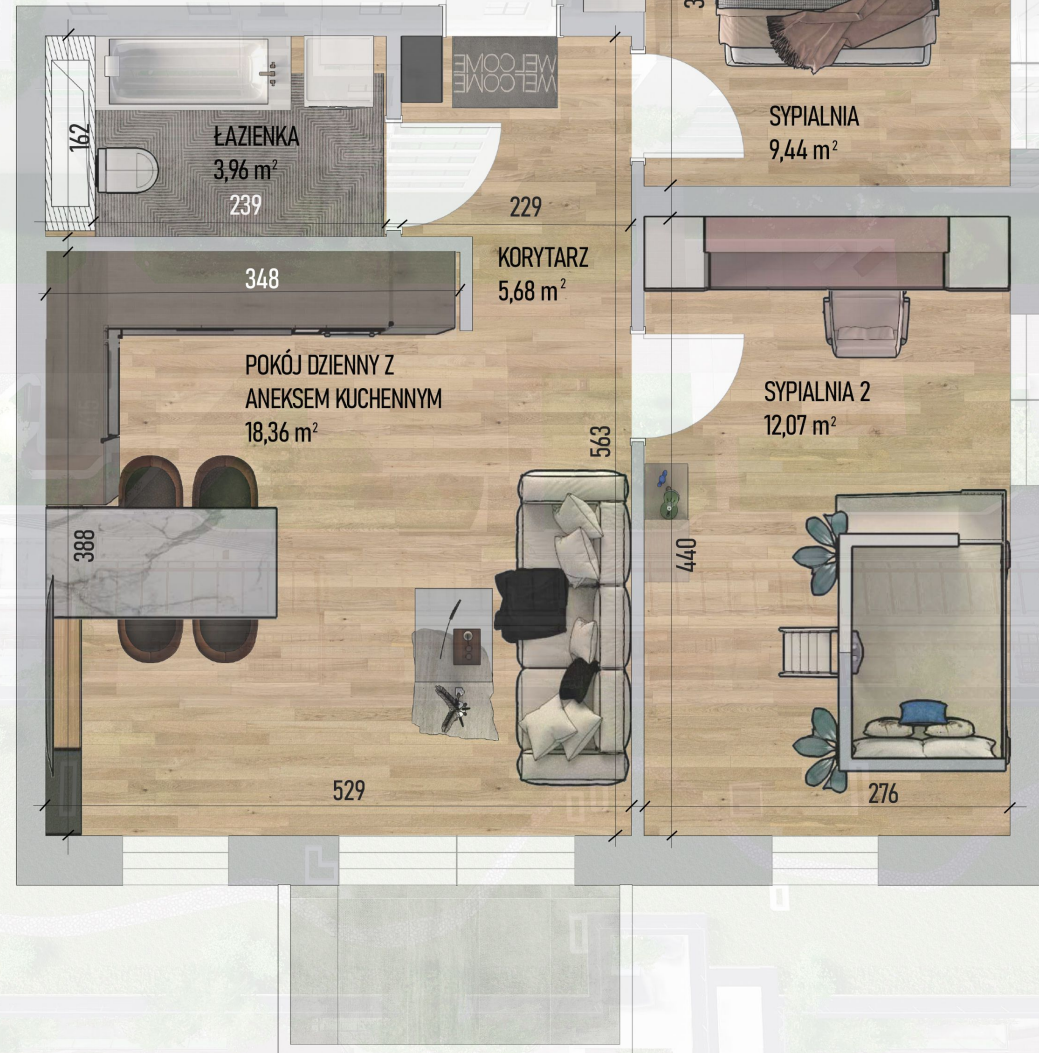 3
WELCOME
WELCOME
SYPIALNIA
9,44 m²
162
ŁAZIENKA
3,96 m²
239
229
KORYTARZ
5,68 m²
348
POKÓJ DZIENNY Z
ANEKSEM KUCHENNYM
18,36 m²
SYPIALNIA 2
12,07 m²
563
388
440
529
276